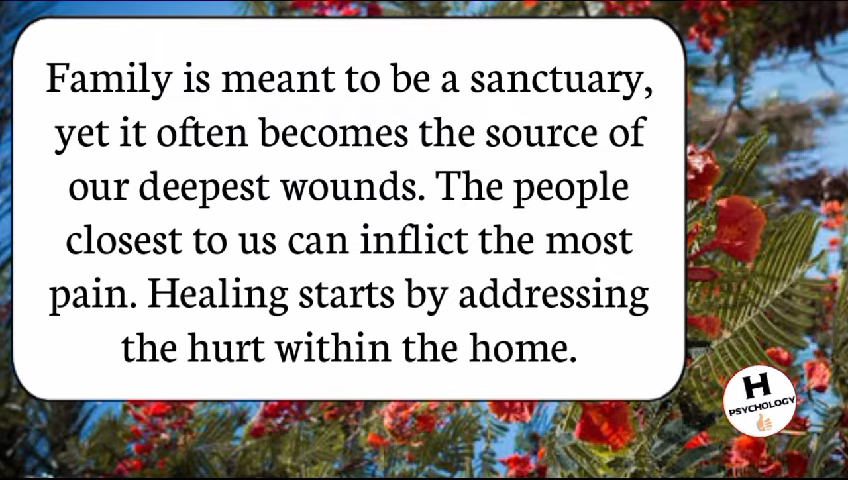 Family is meant to be a sanctuary,
yet it often becomes the source of
our deepest wounds. The people
closest to us can inflict the most
pain. Healing starts by addressing
the hurt within the home.
H
PSYCHOLOGY